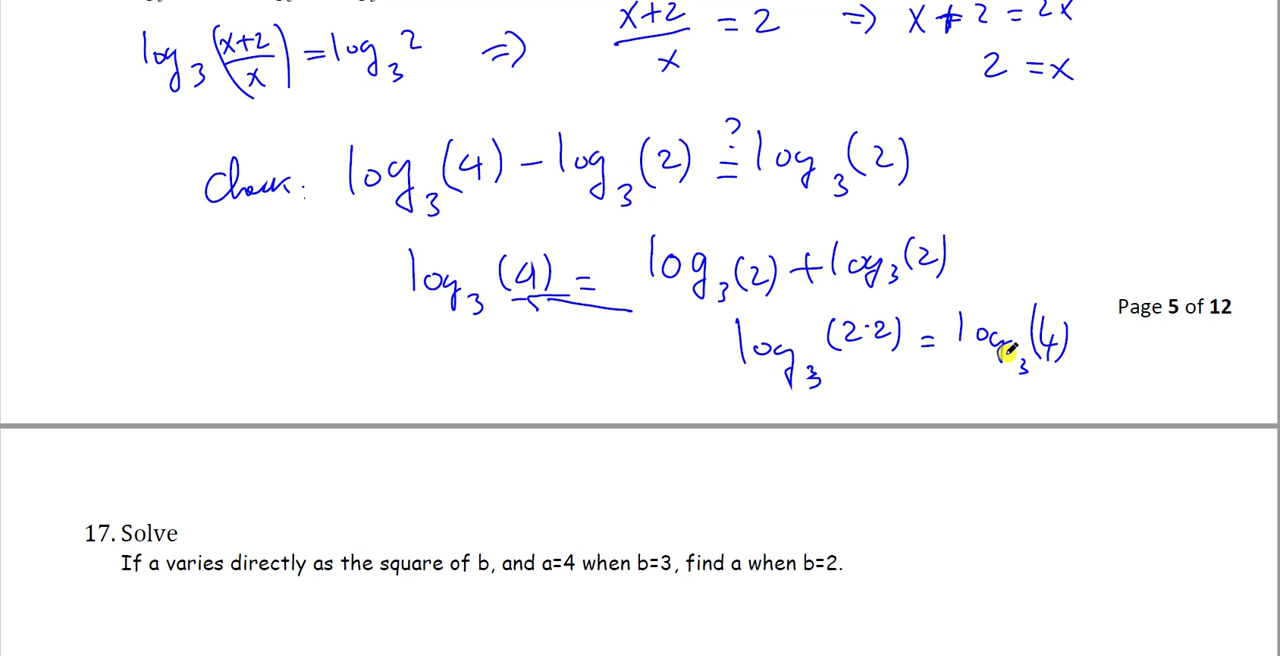 log₃((x+2)/x) = log₃ 2 ⇒ (x+2)/x = 2 ⇒ x + 2 = 2x
2 = x
Check: log₃(4) − log₃(2) ≟ log₃(2)
log₃(4) = log₃(2) + log₃(2)
log₃(2·2) = log₃(4)
Page 5 of 12
17. Solve
If a varies directly as the square of b, and a=4 when b=3, find a when b=2.